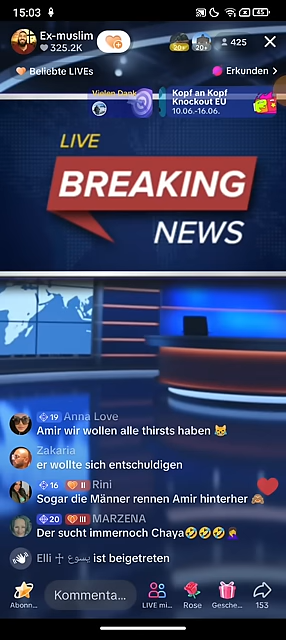 15:03
45
Ex-muslim
325.2K
20+
20+
425
Beliebte LIVEs
Erkunden >
Vielen Dank
Kopf an Kopf
Knockout EU
10.06.-16.06.
LIVE
BREAKING
NEWS
19 Anna Love
Amir wir wollen alle thirsts haben 😹
Zakaria
er wollte sich entschuldigen
16 II Rini
Sogar die Männer rennen Amir hinterher 🙈
20 III MARZENA
Der sucht immernoch Chaya🤣🤣🤣🤦‍♀️
Elli ☥ يسوع ist beigetreten
Kommenta...
Abonn...
LIVE mi...
Rose
Gesche...
153